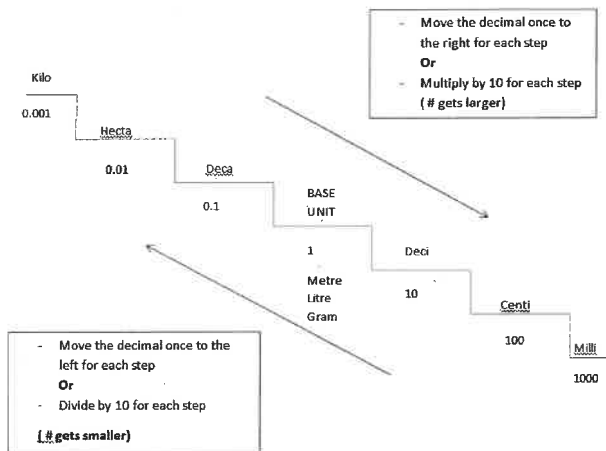 - Move the decimal once to
the right for each step
Or
- Multiply by 10 for each step
( # gets larger)
Kilo
0.001
Hecta
0.01
Deca
0.1
BASE
UNIT
1
Metre
Litre
Gram
Deci
10
Centi
100
Milli
1000
- Move the decimal once to the
left for each step
Or
- Divide by 10 for each step
( # gets smaller)